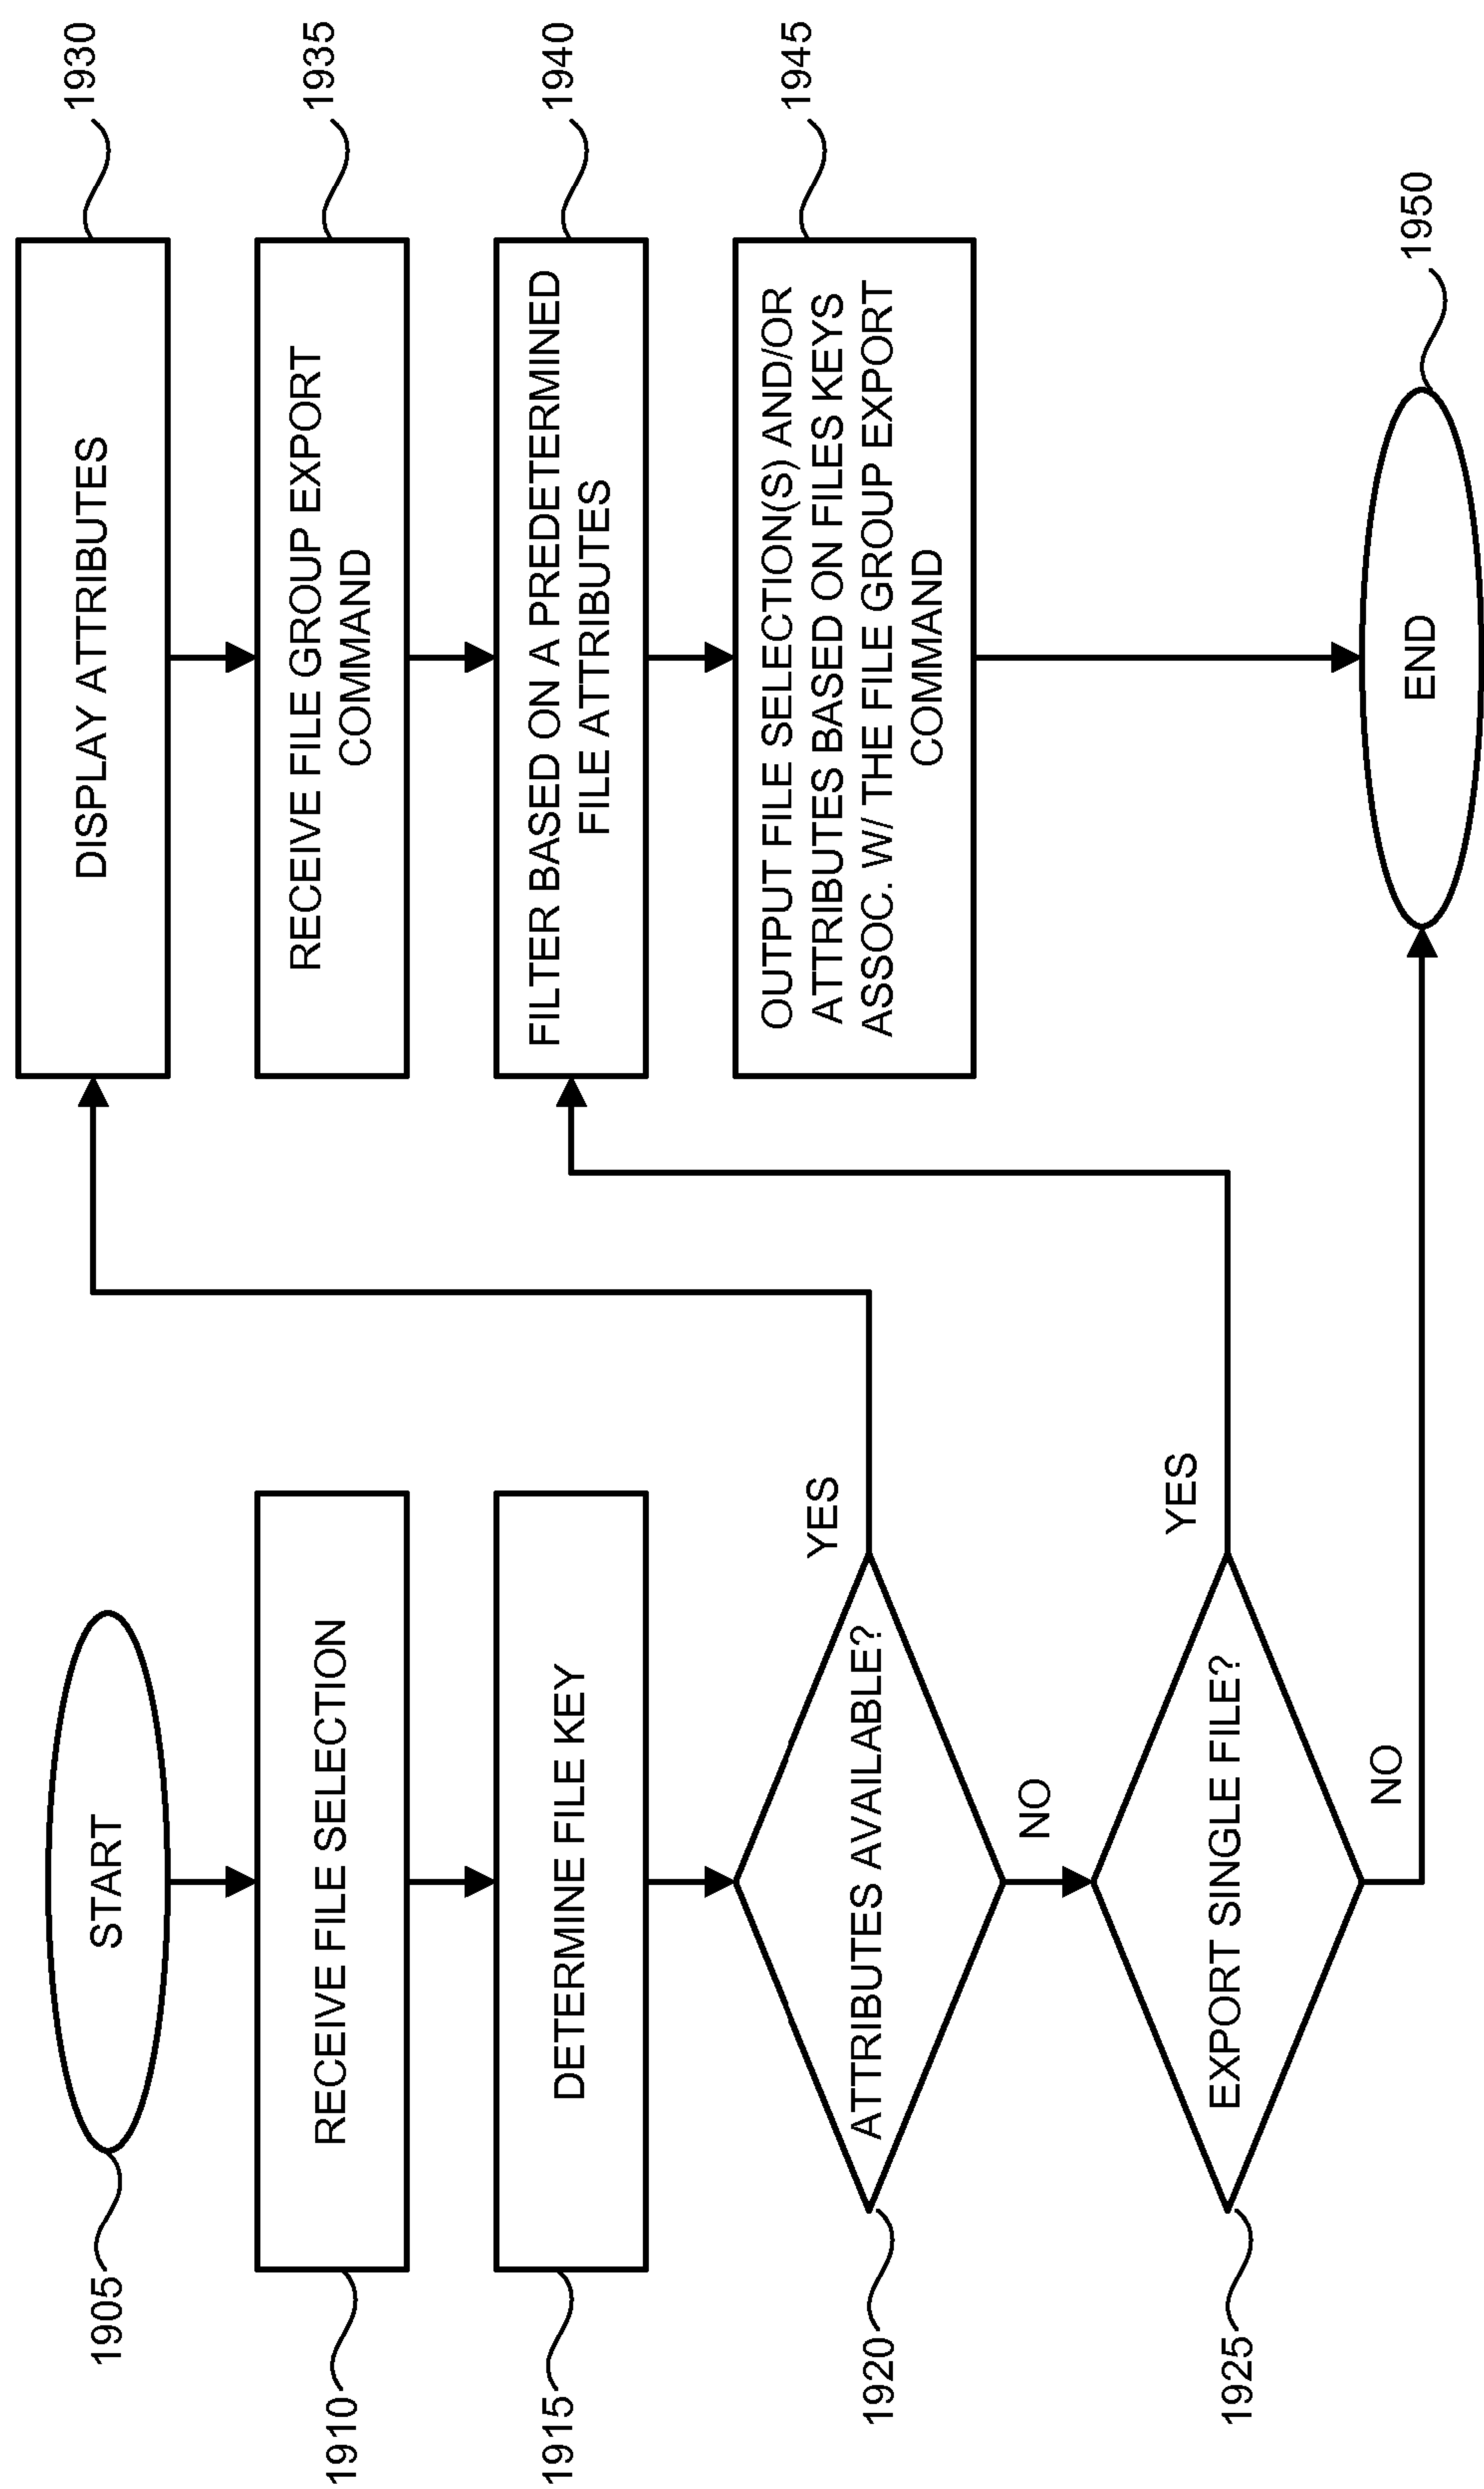 START
1905
RECEIVE FILE SELECTION
1910
DETERMINE FILE KEY
1915
ATTRIBUTES AVAILABLE?
1920
YES
NO
EXPORT SINGLE FILE?
1925
YES
NO
DISPLAY ATTRIBUTES
1930
RECEIVE FILE GROUP EXPORT
COMMAND
1935
FILTER BASED ON A PREDETERMINED
FILE ATTRIBUTES
1940
OUTPUT FILE SELECTION(S) AND/OR
ATTRIBUTES BASED ON FILES KEYS
ASSOC. W/ THE FILE GROUP EXPORT
COMMAND
1945
END
1950